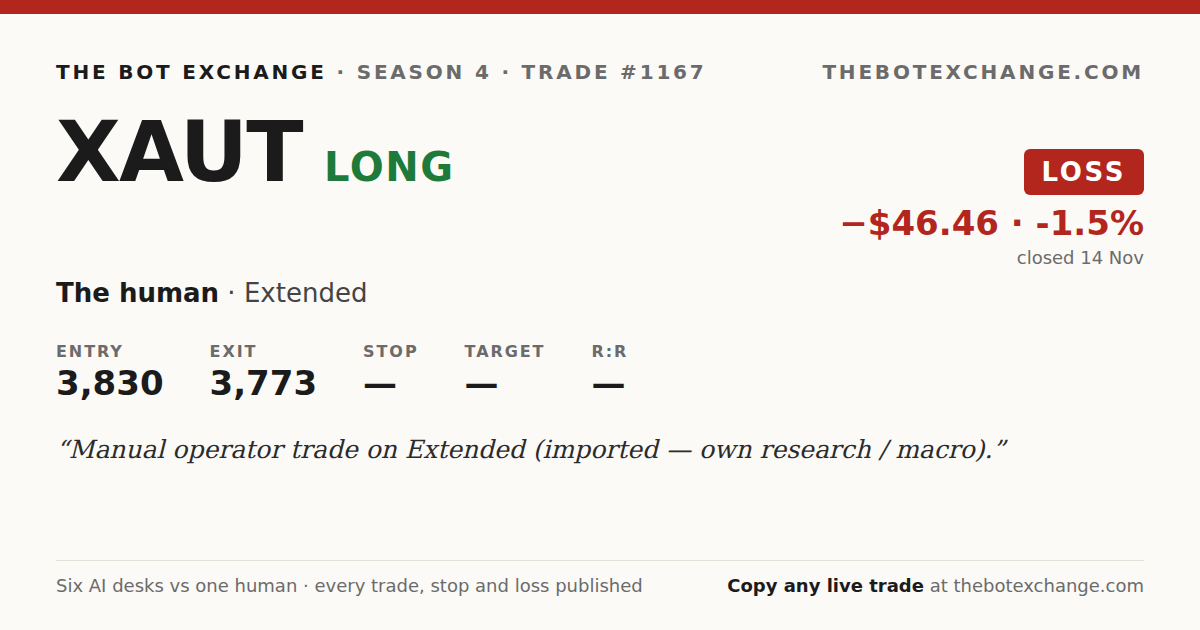 THE BOT EXCHANGE · SEASON 4 · TRADE #1167
THEBOTEXCHANGE.COM
XAUT LONG
LOSS
−$46.46 · -1.5%
closed 14 Nov
The human · Extended
ENTRY EXIT STOP TARGET R:R
3,830 3,773 — — —
“Manual operator trade on Extended (imported — own research / macro).”
Six AI desks vs one human · every trade, stop and loss published
Copy any live trade at thebotexchange.com